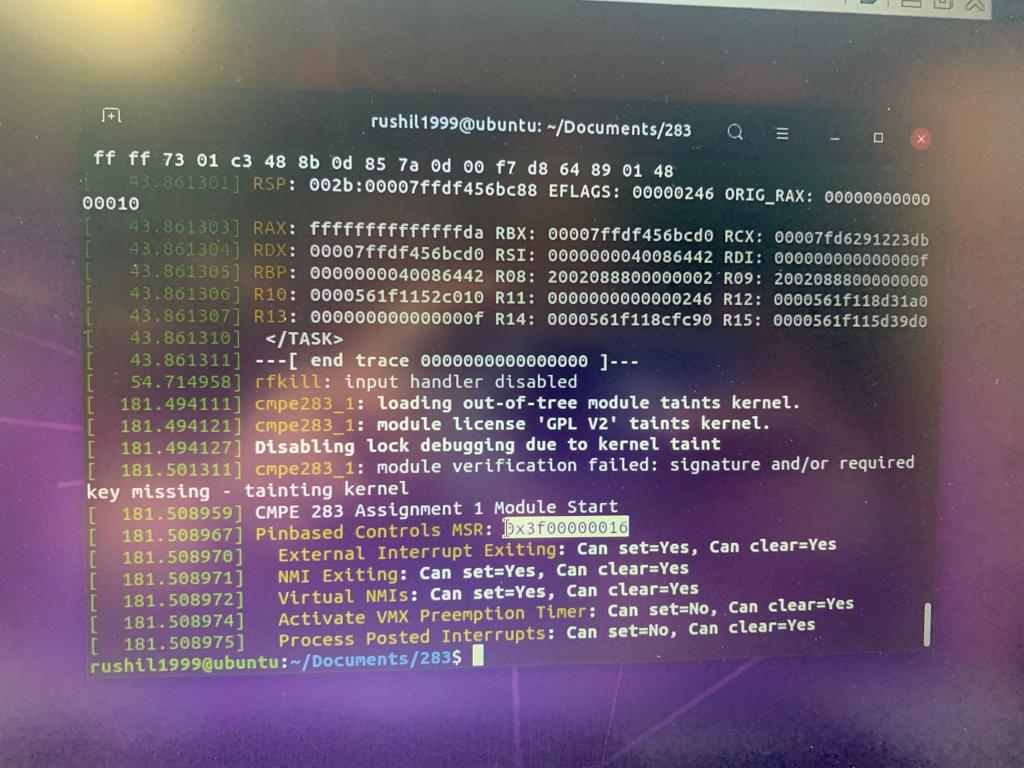 rushil1999@ubuntu: ~/Documents/283
ff ff 73 01 c3 48 8b 0d 85 7a 0d 00 f7 d8 64 89 01 48
[   43.861301] RSP: 002b:00007ffdf456bc88 EFLAGS: 00000246 ORIG_RAX: 00000000000
00010
[   43.861303] RAX: ffffffffffffffda RBX: 00007ffdf456bcd0 RCX: 00007fd6291223db
[   43.861304] RDX: 00007ffdf456bcd0 RSI: 0000000040086442 RDI: 000000000000000f
[   43.861305] RBP: 0000000040086442 R08: 2002088800000002 R09: 2002088800000000
[   43.861306] R10: 0000561f1152c010 R11: 0000000000000246 R12: 0000561f118d31a0
[   43.861307] R13: 000000000000000f R14: 0000561f118cfc90 R15: 0000561f115d39d0
[   43.861310]  </TASK>
[   43.861311] ---[ end trace 0000000000000000 ]---
[   54.714958] rfkill: input handler disabled
[  181.494111] cmpe283_1: loading out-of-tree module taints kernel.
[  181.494121] cmpe283_1: module license 'GPL V2' taints kernel.
[  181.494127] Disabling lock debugging due to kernel taint
[  181.501311] cmpe283_1: module verification failed: signature and/or required
key missing - tainting kernel
[  181.508959] CMPE 283 Assignment 1 Module Start
[  181.508967] Pinbased Controls MSR: 0x3f00000016
[  181.508970]   External Interrupt Exiting: Can set=Yes, Can clear=Yes
[  181.508971]   NMI Exiting: Can set=Yes, Can clear=Yes
[  181.508972]   Virtual NMIs: Can set=Yes, Can clear=Yes
[  181.508974]   Activate VMX Preemption Timer: Can set=No, Can clear=Yes
[  181.508975]   Process Posted Interrupts: Can set=No, Can clear=Yes
rushil1999@ubuntu:~/Documents/283$